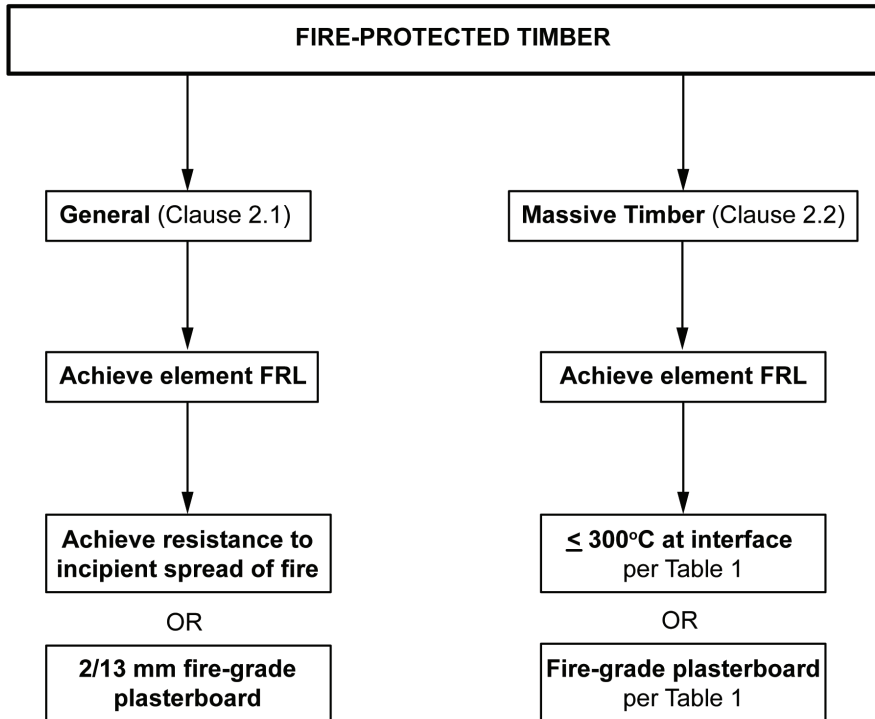 FIRE-PROTECTED TIMBER
General (Clause 2.1)
Massive Timber (Clause 2.2)
Achieve element FRL
Achieve element FRL
Achieve resistance to
incipient spread of fire
≤ 300°C at interface
per Table 1
OR
OR
2/13 mm fire-grade
plasterboard
Fire-grade plasterboard
per Table 1